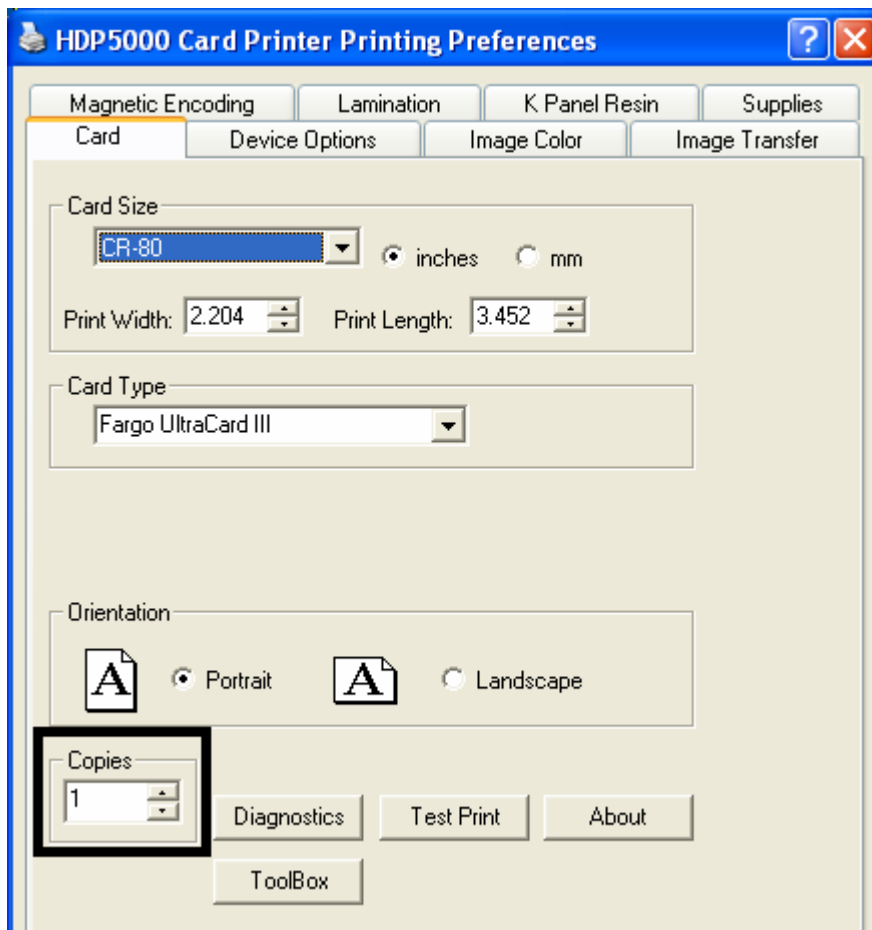 HDP5000 Card Printer Printing Preferences
Magnetic Encoding Lamination K Panel Resin Supplies
Card Device Options Image Color Image Transfer
Card Size
CR-80 inches mm
Print Width: 2.204 Print Length: 3.452
Card Type
Fargo UltraCard III
Orientation
A Portrait A Landscape
Copies
1
Diagnostics Test Print About
ToolBox